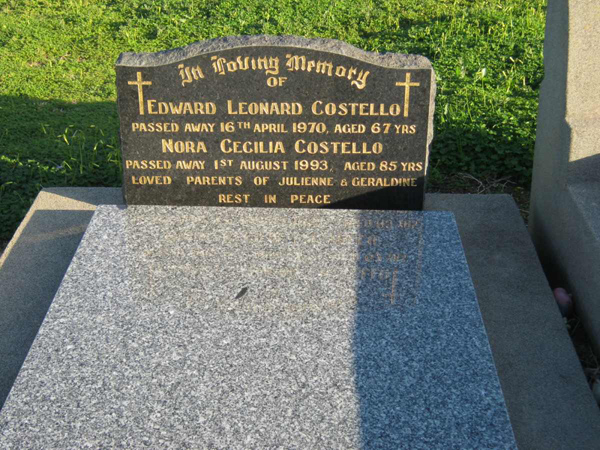 In Loving Memory
OF
EDWARD LEONARD COSTELLO
PASSED AWAY 16TH APRIL 1970, AGED 67 YRS
NORA CECILIA COSTELLO
PASSED AWAY 1ST AUGUST 1993, AGED 85 YRS
LOVED PARENTS OF JULIENNE & GERALDINE
REST IN PEACE